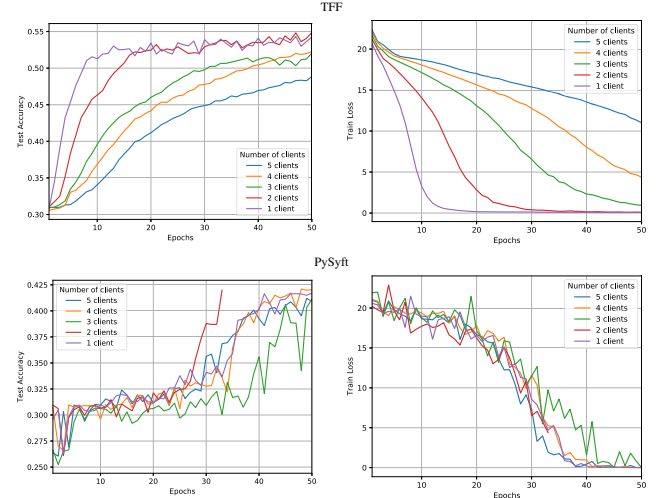 TFF
0.55
0.50
0.45
0.40
0.35
0.30
Test Accuracy
10
20
30
40
50
Epochs
Number of clients
5 clients
4 clients
3 clients
2 clients
1 client
20
15
10
5
0
Train Loss
10
20
30
40
50
Epochs
Number of clients
5 clients
4 clients
3 clients
2 clients
1 client
PySyft
0.425
0.400
0.375
0.350
0.325
0.300
0.275
0.250
Test Accuracy
10
20
30
40
50
Epochs
Number of clients
5 clients
4 clients
3 clients
2 clients
1 client
20
15
10
5
0
Train Loss
10
20
30
40
50
Epochs
Number of clients
5 clients
4 clients
3 clients
2 clients
1 client